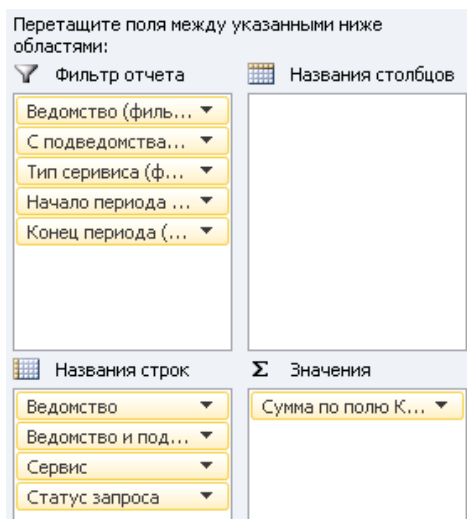 Перетащите поля между указанными ниже
областями:
Фильтр отчета
Названия столбцов
Ведомство (филь...
С подведомства...
Тип серивиса (ф...
Начало периода ...
Конец периода (...
Названия строк
Σ Значения
Ведомство
Ведомство и под...
Сервис
Статус запроса
Сумма по полю К...